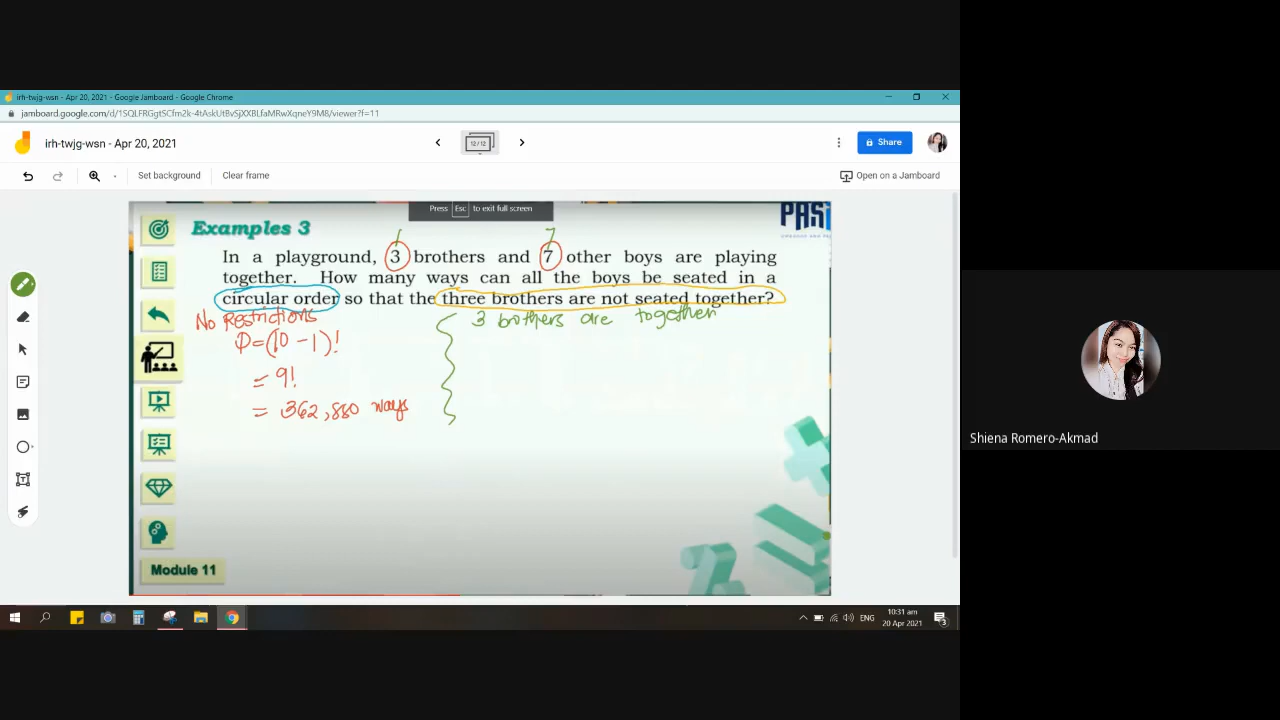 irh-twjg-wsn - Apr 20, 2021 - Google Jamboard - Google Chrome
jamboard.google.com/d/1SQLFRGgtSCfm2k-4tAskUtBvSjXXBLfaMRwXqneY9M8/viewer?f=11
irh-twjg-wsn - Apr 20, 2021
12/12
Share
Set background
Clear frame
Open on a Jamboard
Press Esc to exit full screen
PASi
Examples 3
1
7
In a playground, 3 brothers and 7 other boys are playing
together. How many ways can all the boys be seated in a
circular order so that the three brothers are not seated together?
No Restrictions
P=(10 - 1)!
= 9!
= 362,880 ways
3 brothers are together
Module 11
Shiena Romero-Akmad
ENG
10:31 am
20 Apr 2021
3